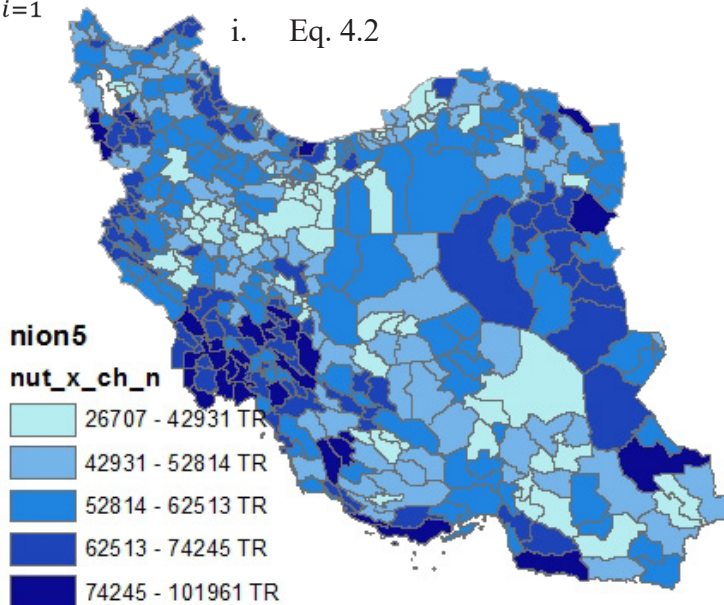 i=1
i. Eq. 4.2
nion5
nut_x_ch_n
26707 - 42931 TR
42931 - 52814 TR
52814 - 62513 TR
62513 - 74245 TR
74245 - 101961 TR